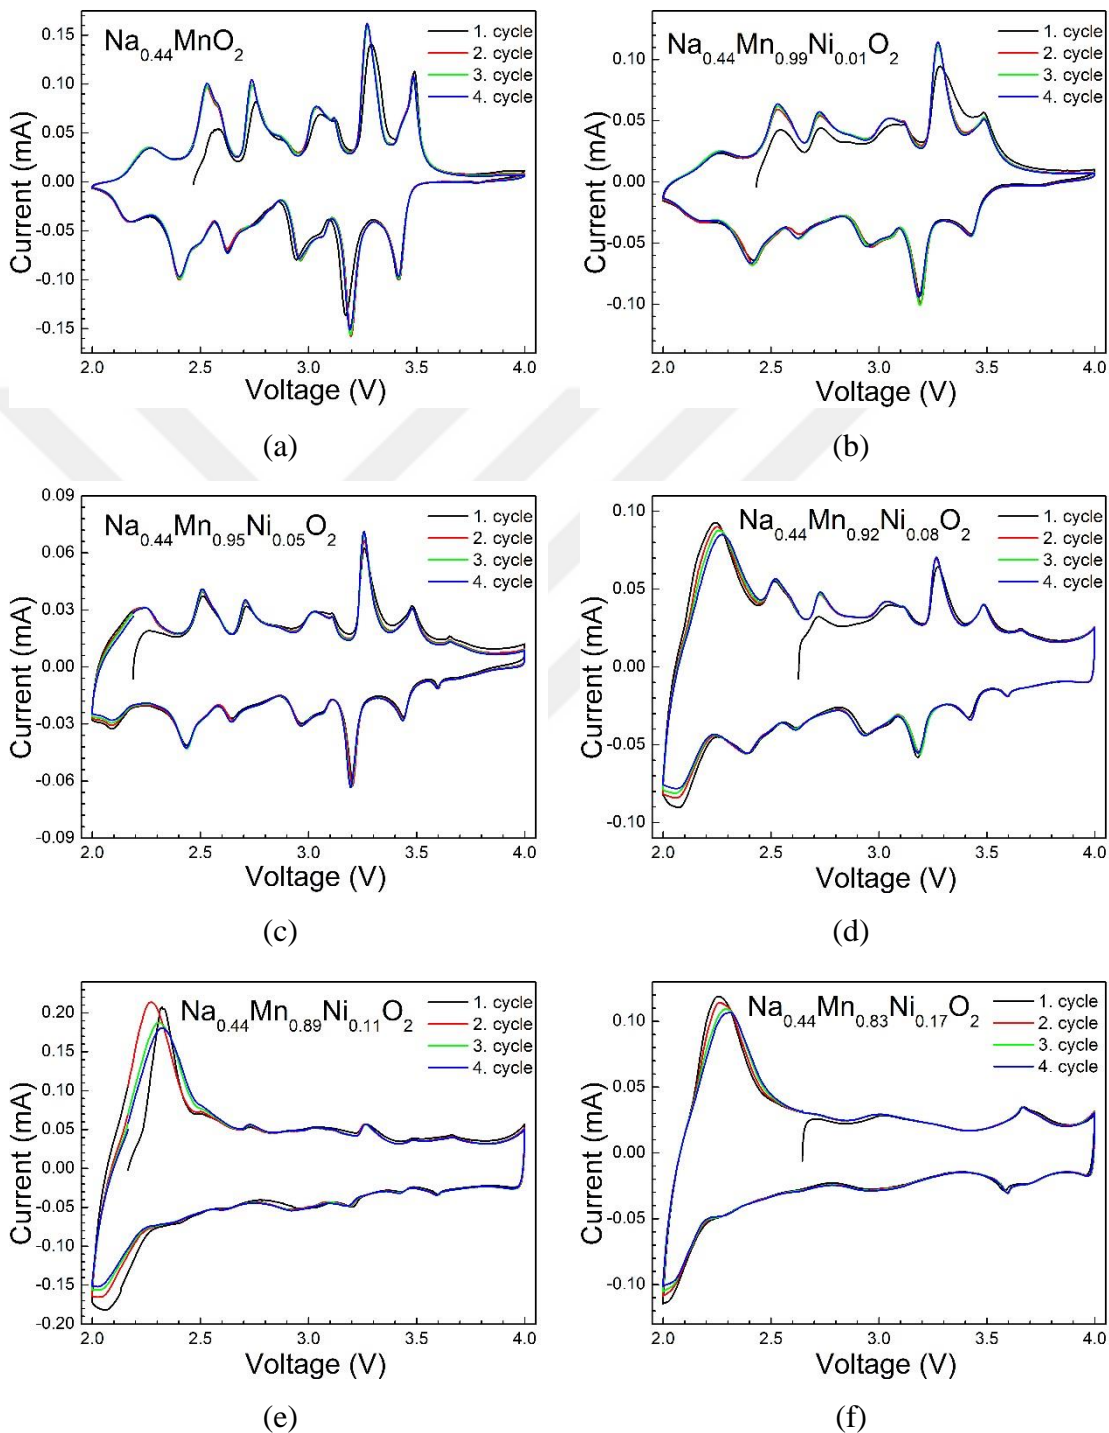 Na0.44MnO2
1. cycle
2. cycle
3. cycle
4. cycle
0.15
0.10
0.05
0.00
-0.05
-0.10
-0.15
Current (mA)
2.0 2.5 3.0 3.5 4.0
Voltage (V)
(a)
Na0.44Mn0.99Ni0.01O2
1. cycle
2. cycle
3. cycle
4. cycle
0.10
0.05
0.00
-0.05
-0.10
Current (mA)
2.0 2.5 3.0 3.5 4.0
Voltage (V)
(b)
Na0.44Mn0.95Ni0.05O2
1. cycle
2. cycle
3. cycle
4. cycle
0.09
0.06
0.03
0.00
-0.03
-0.06
-0.09
Current (mA)
2.0 2.5 3.0 3.5 4.0
Voltage (V)
(c)
Na0.44Mn0.92Ni0.08O2
1. cycle
2. cycle
3. cycle
4. cycle
0.10
0.05
0.00
-0.05
-0.10
Current (mA)
2.0 2.5 3.0 3.5 4.0
Voltage (V)
(d)
Na0.44Mn0.89Ni0.11O2
1. cycle
2. cycle
3. cycle
4. cycle
0.20
0.15
0.10
0.05
0.00
-0.05
-0.10
-0.15
-0.20
Current (mA)
2.0 2.5 3.0 3.5 4.0
Voltage (V)
(e)
Na0.44Mn0.83Ni0.17O2
1. cycle
2. cycle
3. cycle
4. cycle
0.10
0.05
0.00
-0.05
-0.10
Current (mA)
2.0 2.5 3.0 3.5 4.0
Voltage (V)
(f)